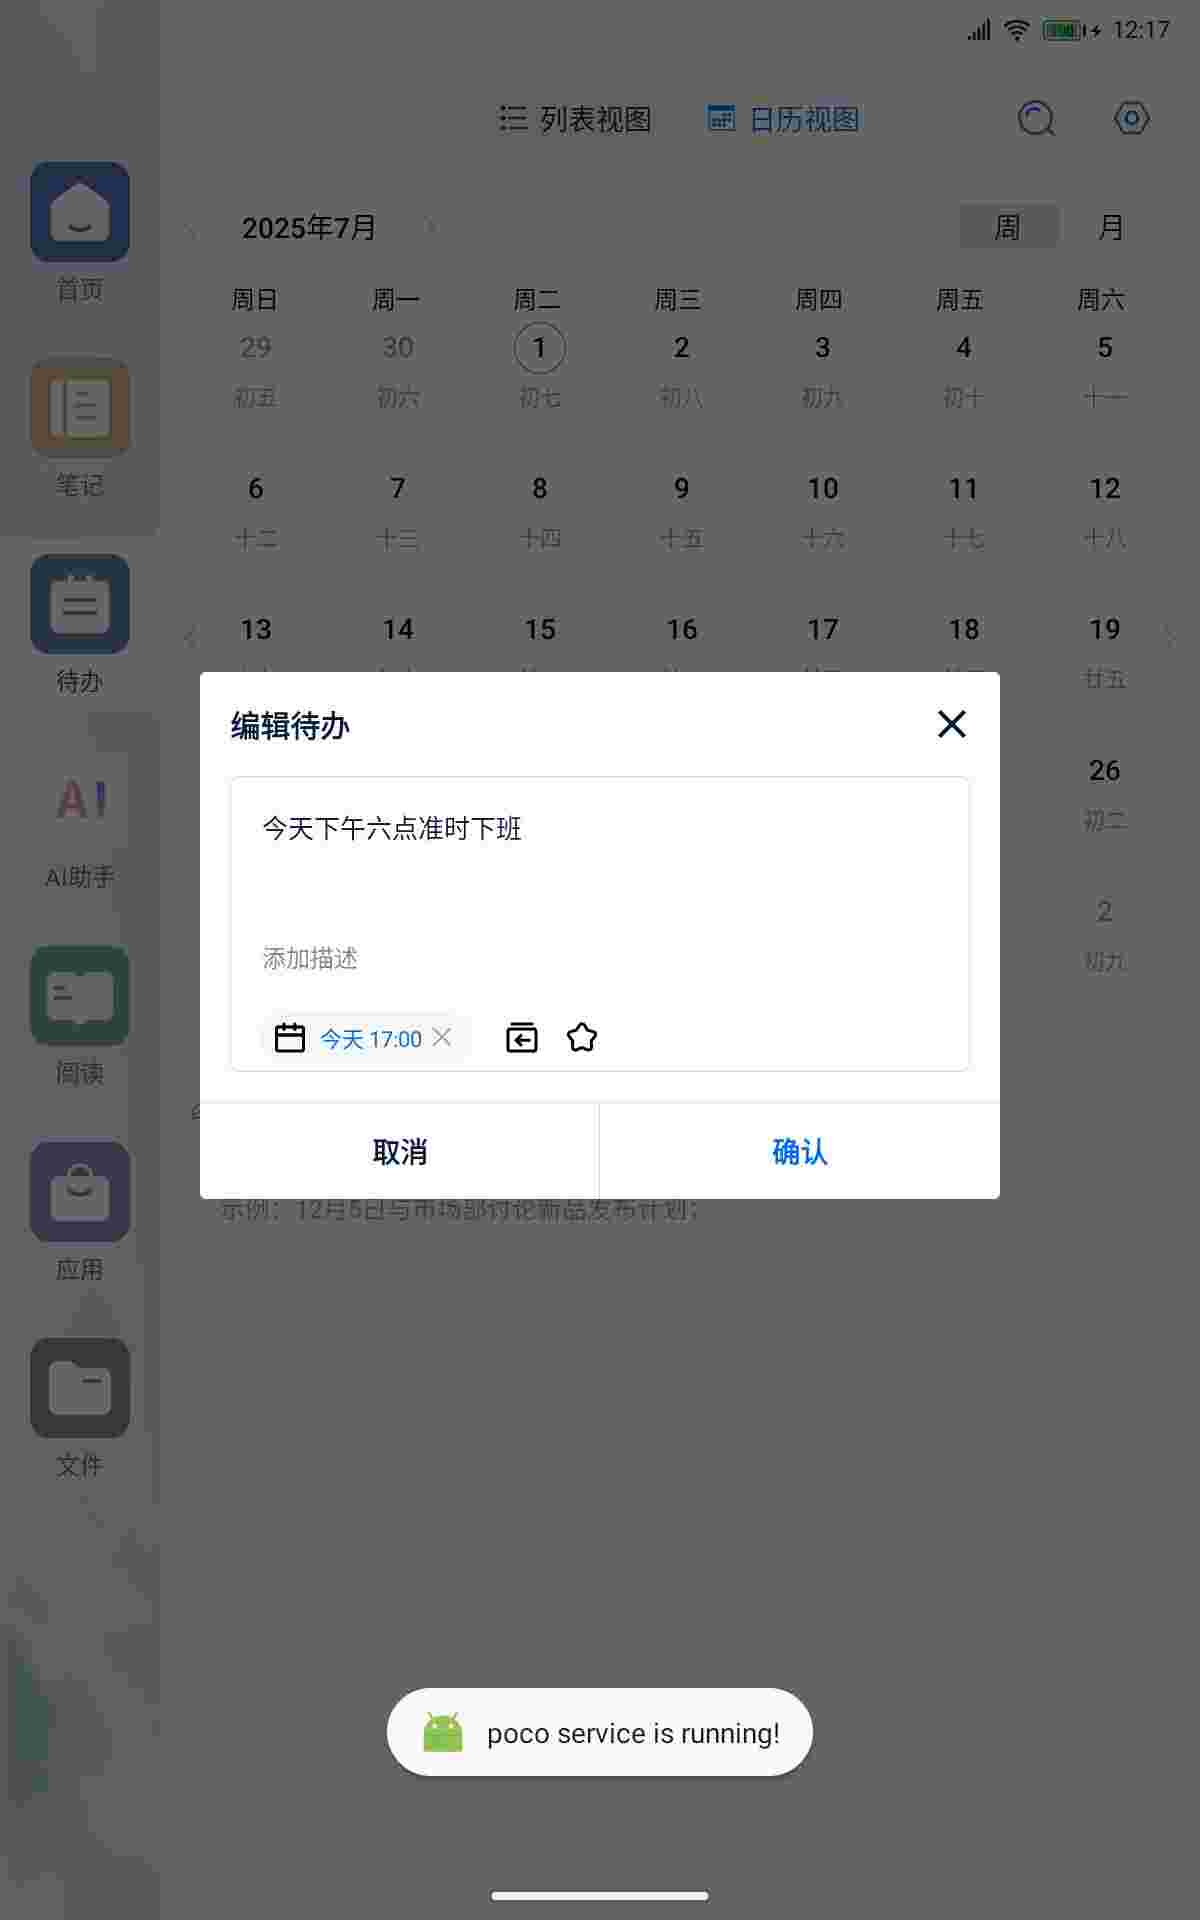 12:17
列表视图 日历视图
2025年7月 周 月
周日 周一 周二 周三 周四 周五 周六
29 30 1 2 3 4 5
初五 初六 初七 初八 初九 初十 十一
6 7 8 9 10 11 12
十二 十三 十四 十五 十六 十七 十八
13 14 15 16 17 18 19
廿五
26
初二
2
初九
首页
笔记
待办
AI
AI助手
阅读
应用
文件
编辑待办
今天下午六点准时下班
添加描述
今天 17:00
取消 确认
示例：12月5日与市场部讨论新品发布计划；
poco service is running!